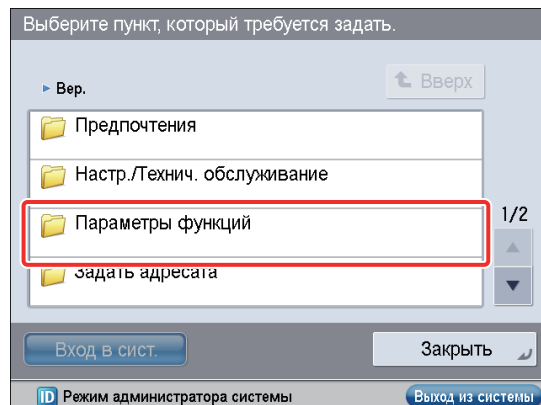 Выберите пункт, который требуется задать.
Вер.
Вверх
Предпочтения
Настр./Технич. обслуживание
Параметры функций
1/2
Задать адресата
Вход в сист.
Закрыть
ID Режим администратора системы
Выход из системы